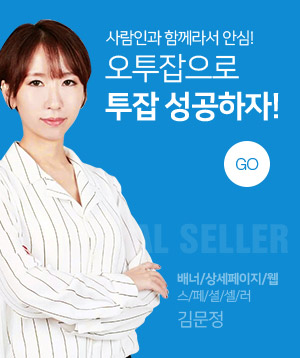 사람인과 함께라서 안심!
오투잡으로
투잡 성공하자!
GO
AL SELLER
배너/상세페이지/웹
스/페/셜/셀/러
김문정